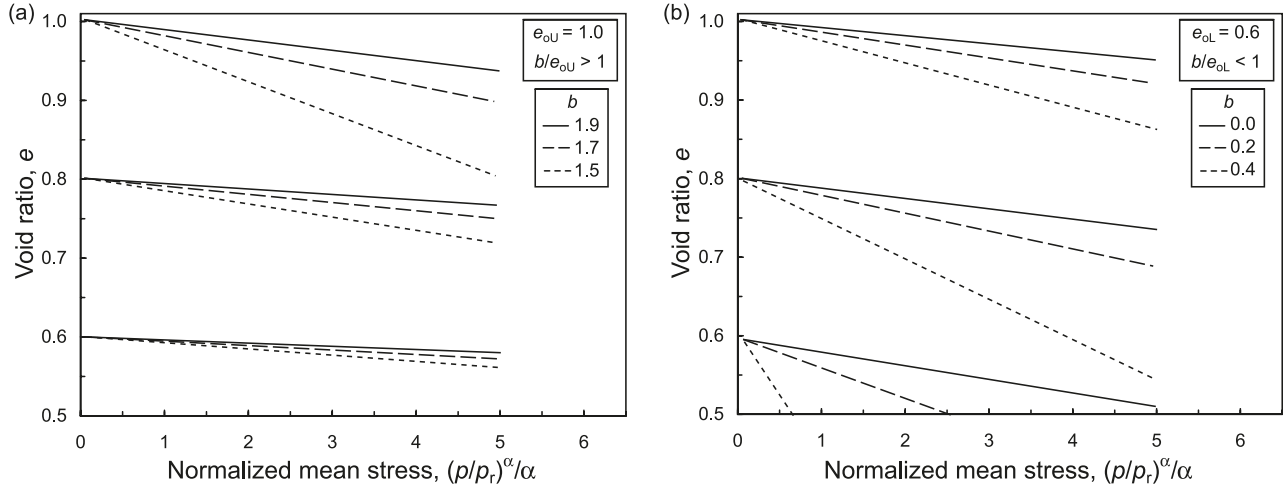 (a)
1.0
0.9
0.8
0.7
0.6
0.5
Void ratio, e
e_oU = 1.0
b/e_oU > 1
b
1.9
1.7
1.5
0 1 2 3 4 5 6
Normalized mean stress, (p/p_r)^α/α
(b)
1.0
0.9
0.8
0.7
0.6
0.5
Void ratio, e
e_oL = 0.6
b/e_oL < 1
b
0.0
0.2
0.4
0 1 2 3 4 5 6
Normalized mean stress, (p/p_r)^α/α